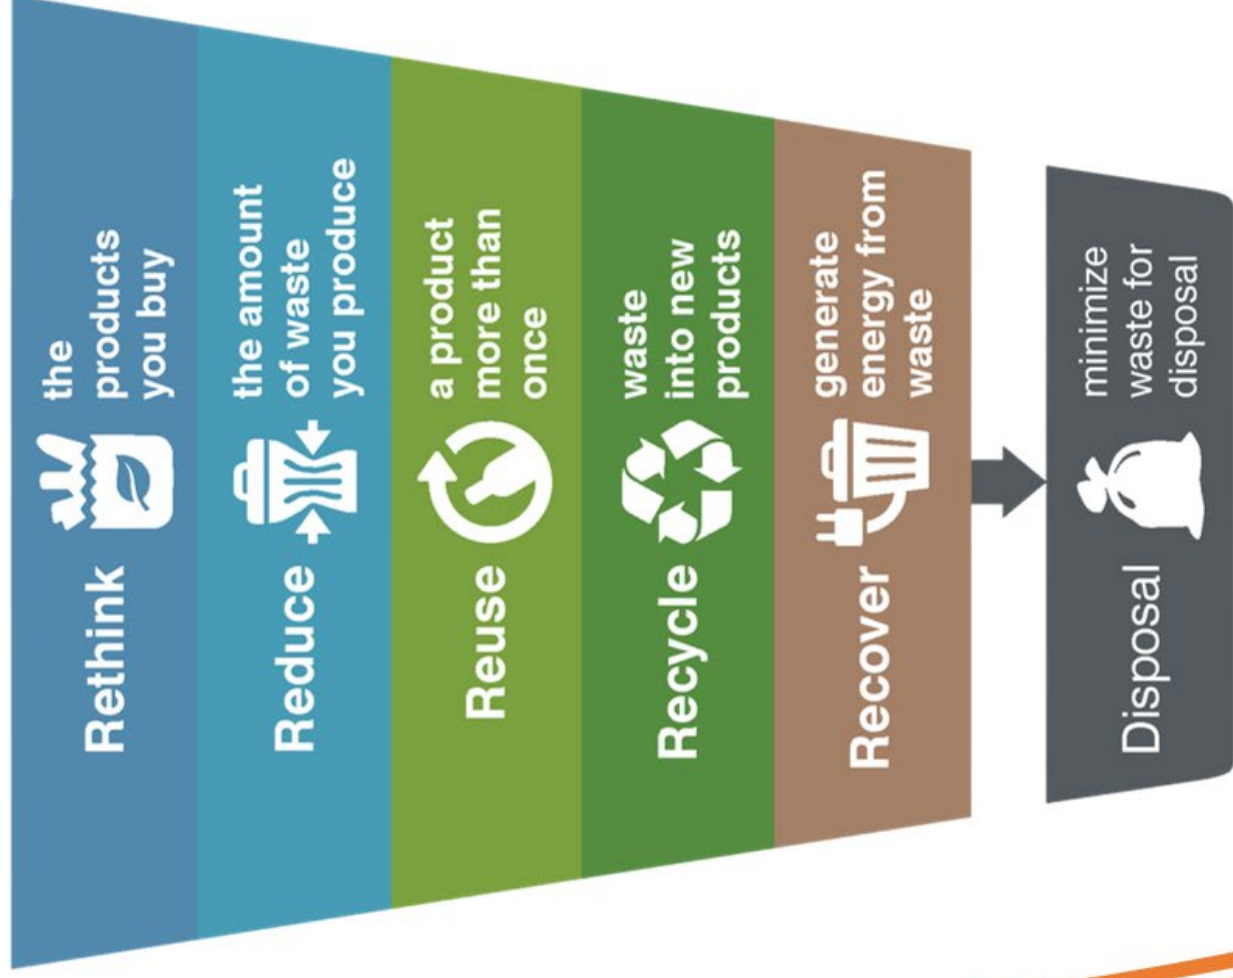 Rethink
the
products
you buy
Reduce
the amount
of waste
you produce
Reuse
a product
more than
once
Recycle
waste
into new
products
Recover
generate
energy from
waste
Disposal
minimize
waste for
disposal